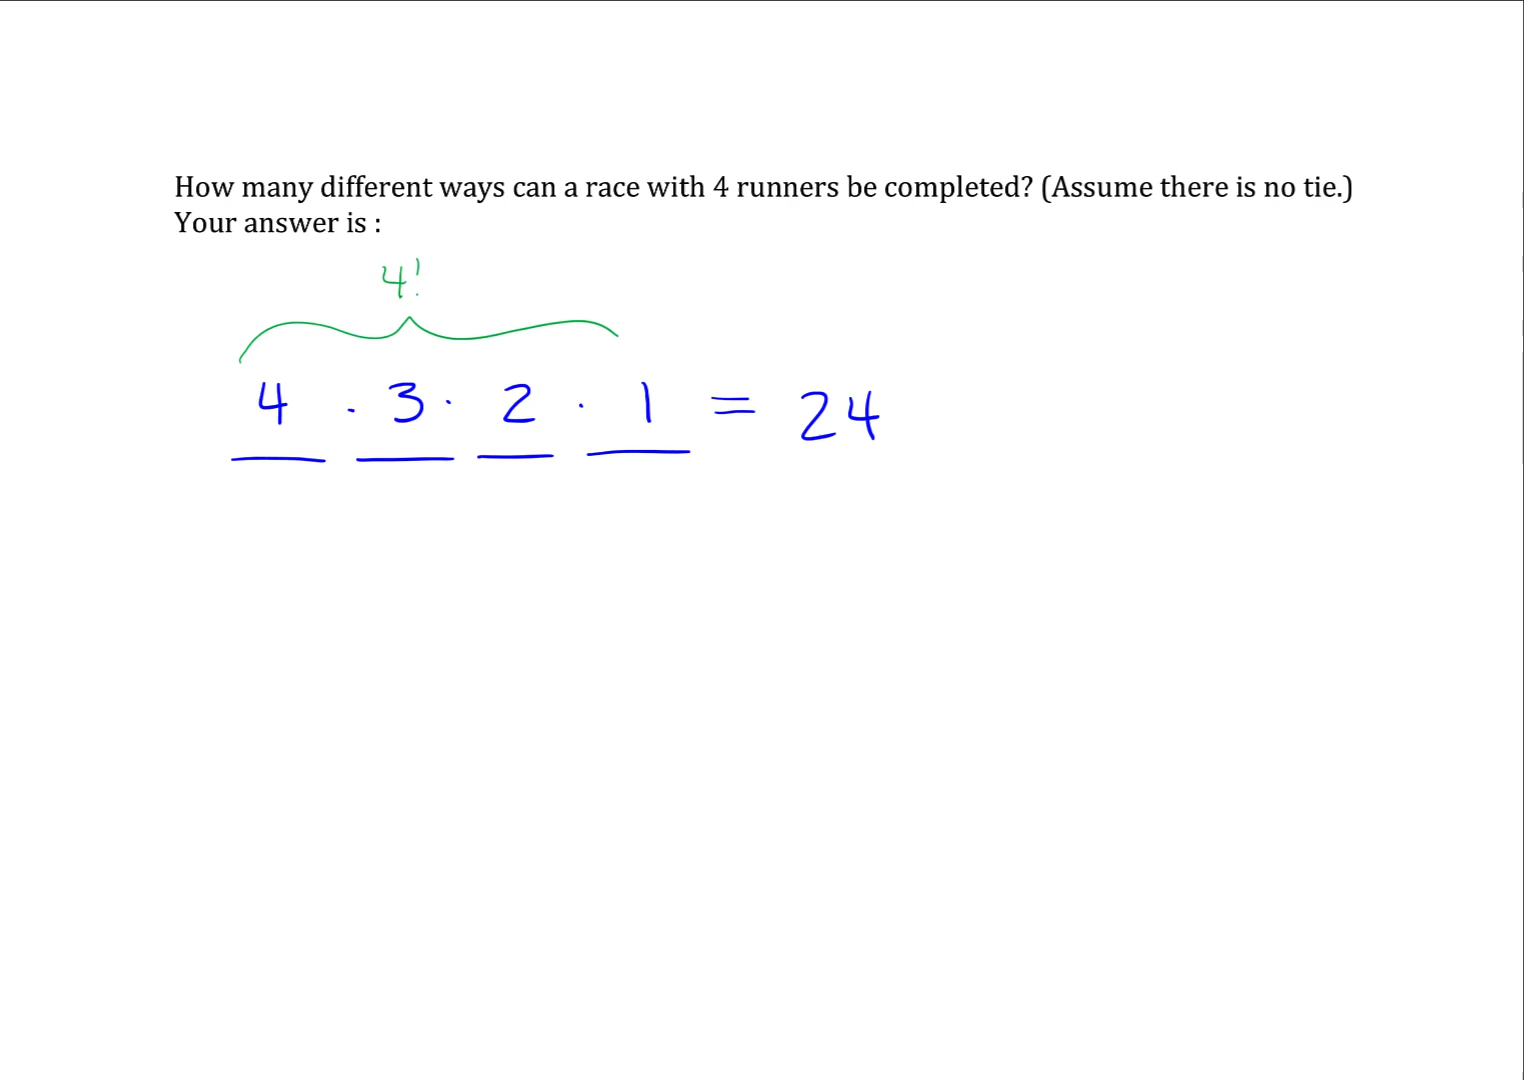 How many different ways can a race with 4 runners be completed? (Assume there is no tie.)
Your answer is :
4!
4 · 3 · 2 · 1 = 24